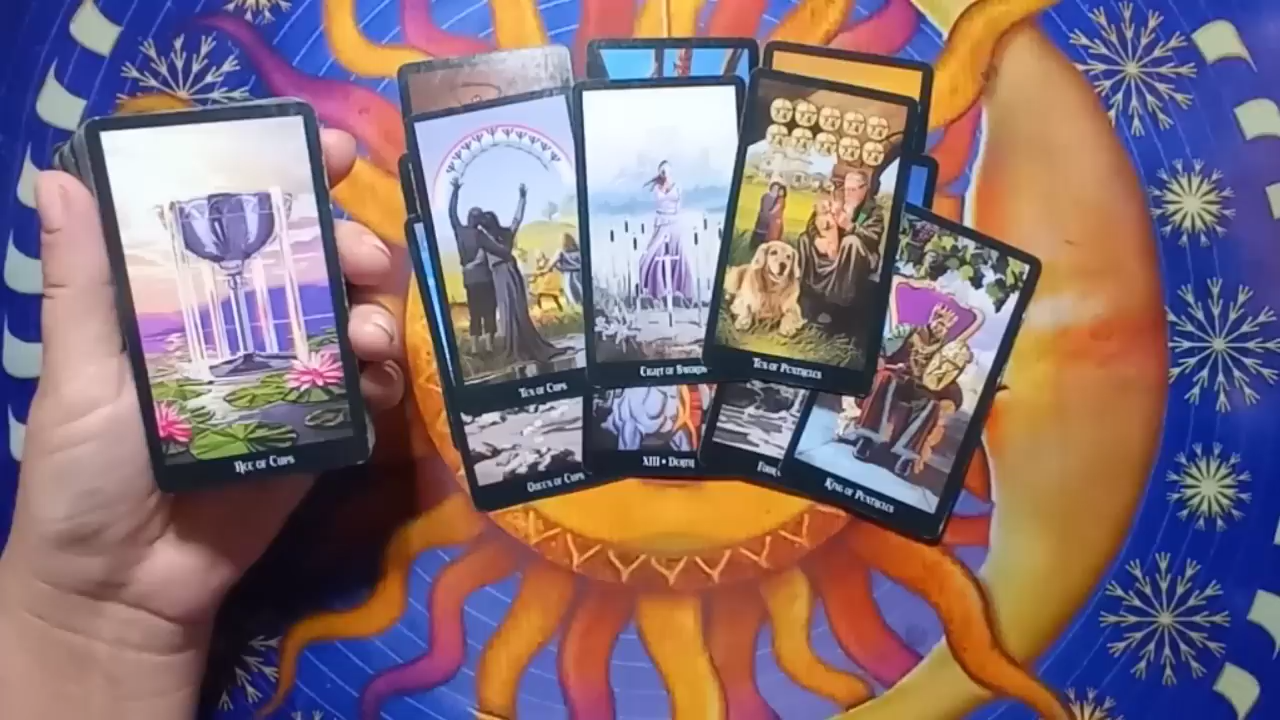 Ace of Cups
Ten of Cups
Eight of Swords
Ten of Pentacles
Queen of Cups
XIII • Death
King of Pentacles